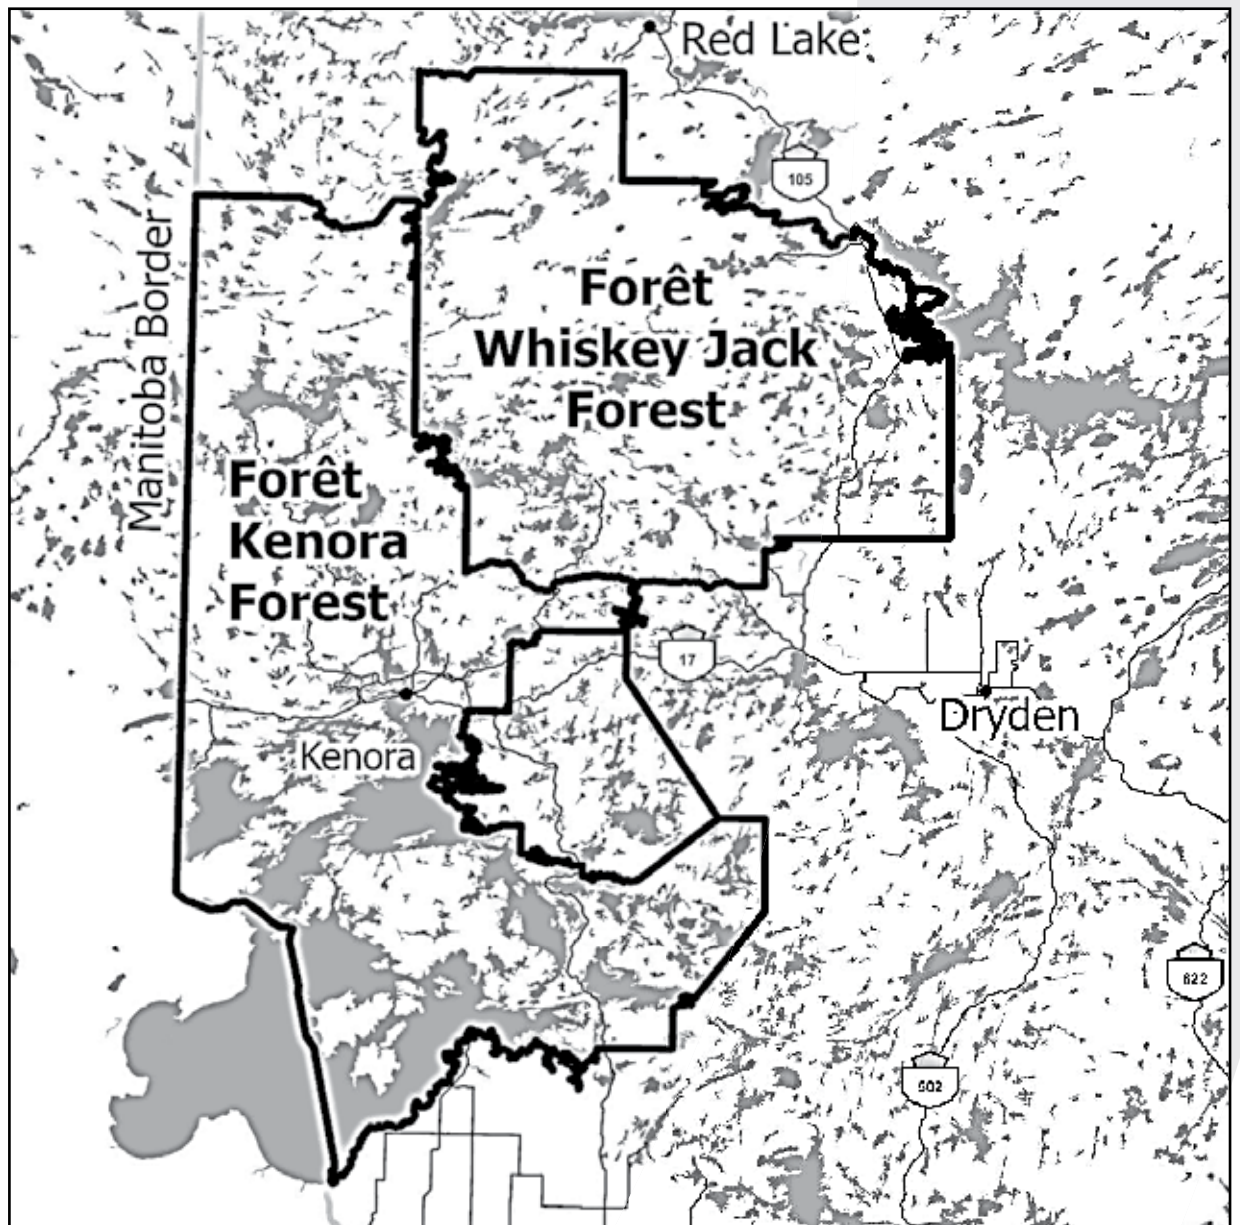 Red Lake
105
Manitoba Border
Forêt
Whiskey Jack
Forest
Forêt
Kenora
Forest
17
Dryden
Kenora
622
502